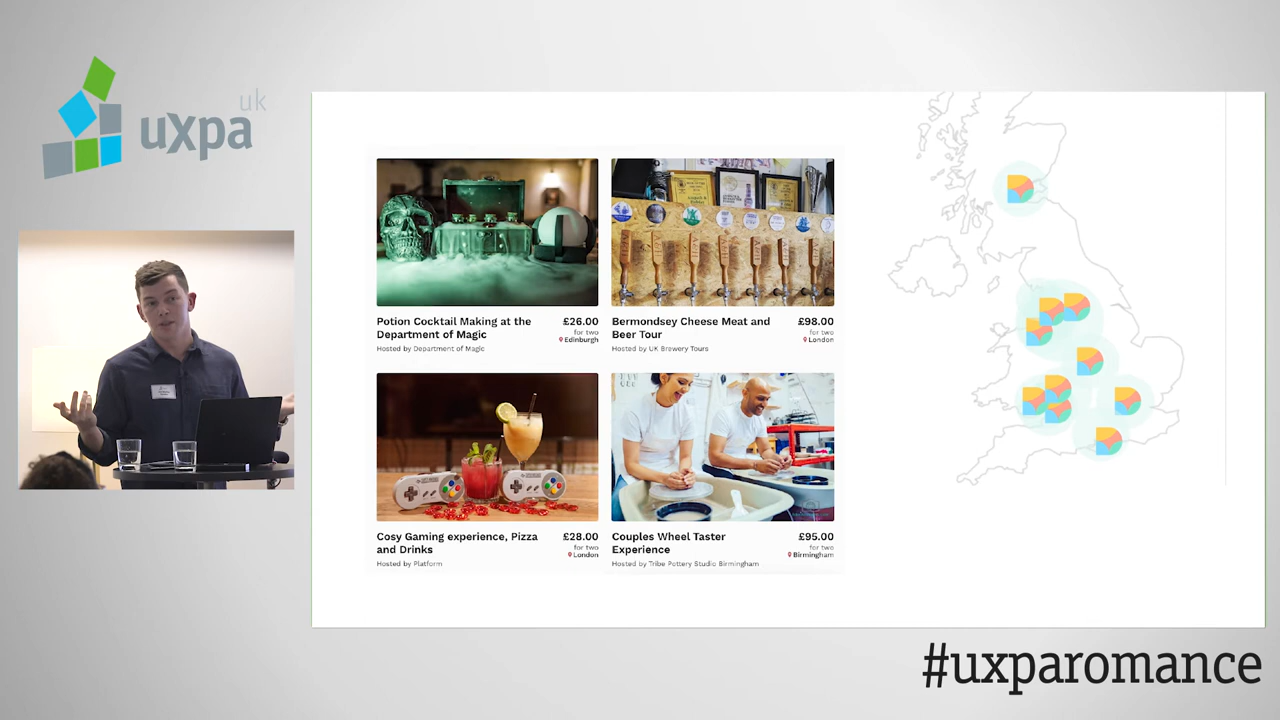 uk
uxpa
Potion Cocktail Making at the
Department of Magic
Hosted by Department of Magic
£26.00
for two
Edinburgh
Bermondsey Cheese Meat and
Beer Tour
Hosted by UK Brewery Tours
£98.00
for two
London
Cosy Gaming experience, Pizza
and Drinks
Hosted by Platform
£28.00
for two
London
Couples Wheel Taster
Experience
Hosted by Tribe Pottery Studio Birmingham
£95.00
for two
Birmingham
#uxparomance